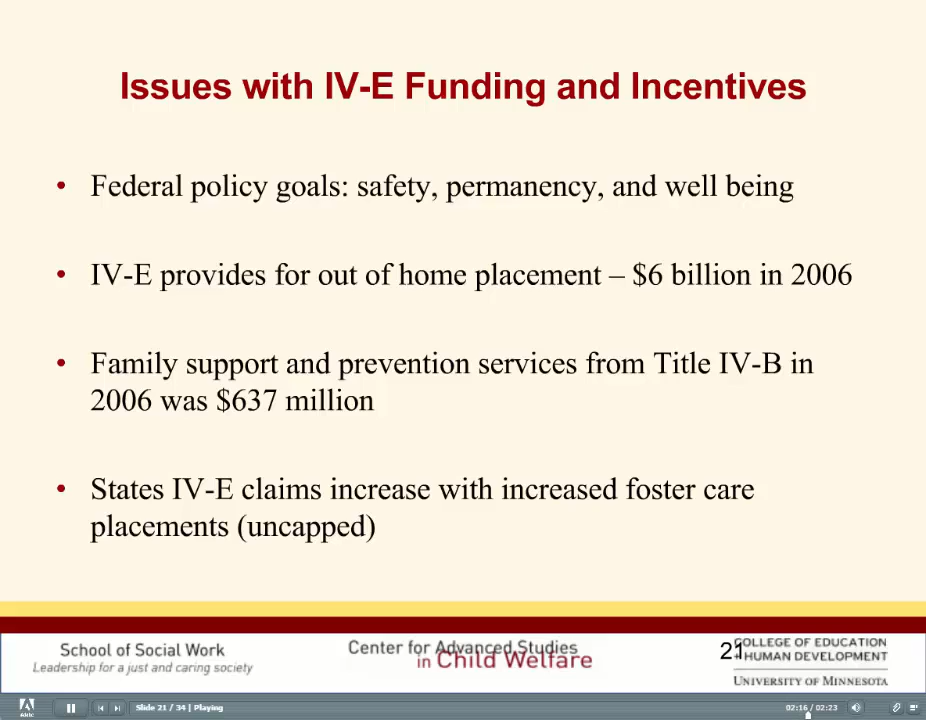 Issues with IV-E Funding and Incentives
• Federal policy goals: safety, permanency, and well being
• IV-E provides for out of home placement – $6 billion in 2006
• Family support and prevention services from Title IV-B in
2006 was $637 million
• States IV-E claims increase with increased foster care
placements (uncapped)
School of Social Work
Leadership for a just and caring society
Center for Advanced Studies
in Child Welfare
21
COLLEGE OF EDUCATION
HUMAN DEVELOPMENT
UNIVERSITY OF MINNESOTA
Slide 21 / 34 | Playing
02:16 / 02:23